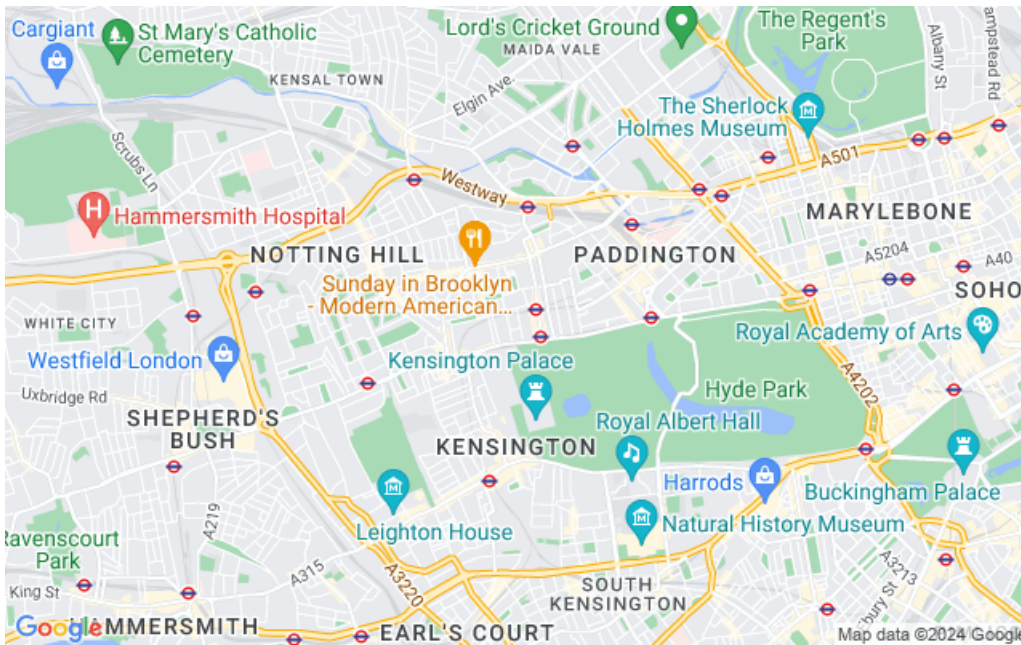 Cargiant
St Mary's Catholic
Cemetery
KENSAL TOWN
Lord's Cricket Ground
MAIDA VALE
Elgin Ave.
The Regent's
Park
Albany St
ampstead Rd
The Sherlock
Holmes Museum
A501
Scrubs Ln
Westway
H
Hammersmith Hospital
MARYLEBONE
NOTTING HILL
PADDINGTON
A5204
A40
Sunday in Brooklyn
- Modern American...
SOHO
WHITE CITY
Royal Academy of Arts
Westfield London
Kensington Palace
Uxbridge Rd
Hyde Park
A4202
SHEPHERD'S
BUSH
Royal Albert Hall
KENSINGTON
Harrods
Buckingham Palace
Leighton House
M
Natural History Museum
A219
Ravenscourt
Park
A315
A3220
King St
SOUTH
KENSINGTON
A3213
bury St
Google
HAMMERSMITH
EARL'S COURT
Map data ©2024 Google